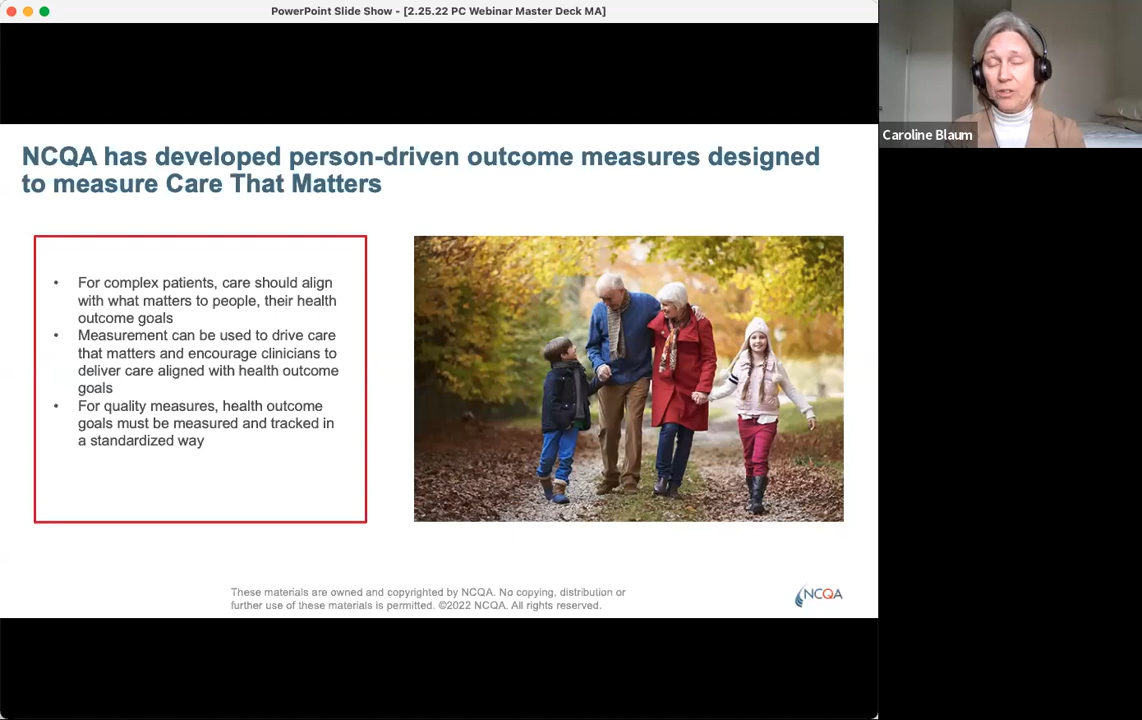 PowerPoint Slide Show - [2.25.22 PC Webinar Master Deck MA]
Caroline Blaum
NCQA has developed person-driven outcome measures designed
to measure Care That Matters
• For complex patients, care should align
with what matters to people, their health
outcome goals
• Measurement can be used to drive care
that matters and encourage clinicians to
deliver care aligned with health outcome
goals
• For quality measures, health outcome
goals must be measured and tracked in
a standardized way
These materials are owned and copyrighted by NCQA. No copying, distribution or
further use of these materials is permitted. ©2022 NCQA. All rights reserved.
NCQA